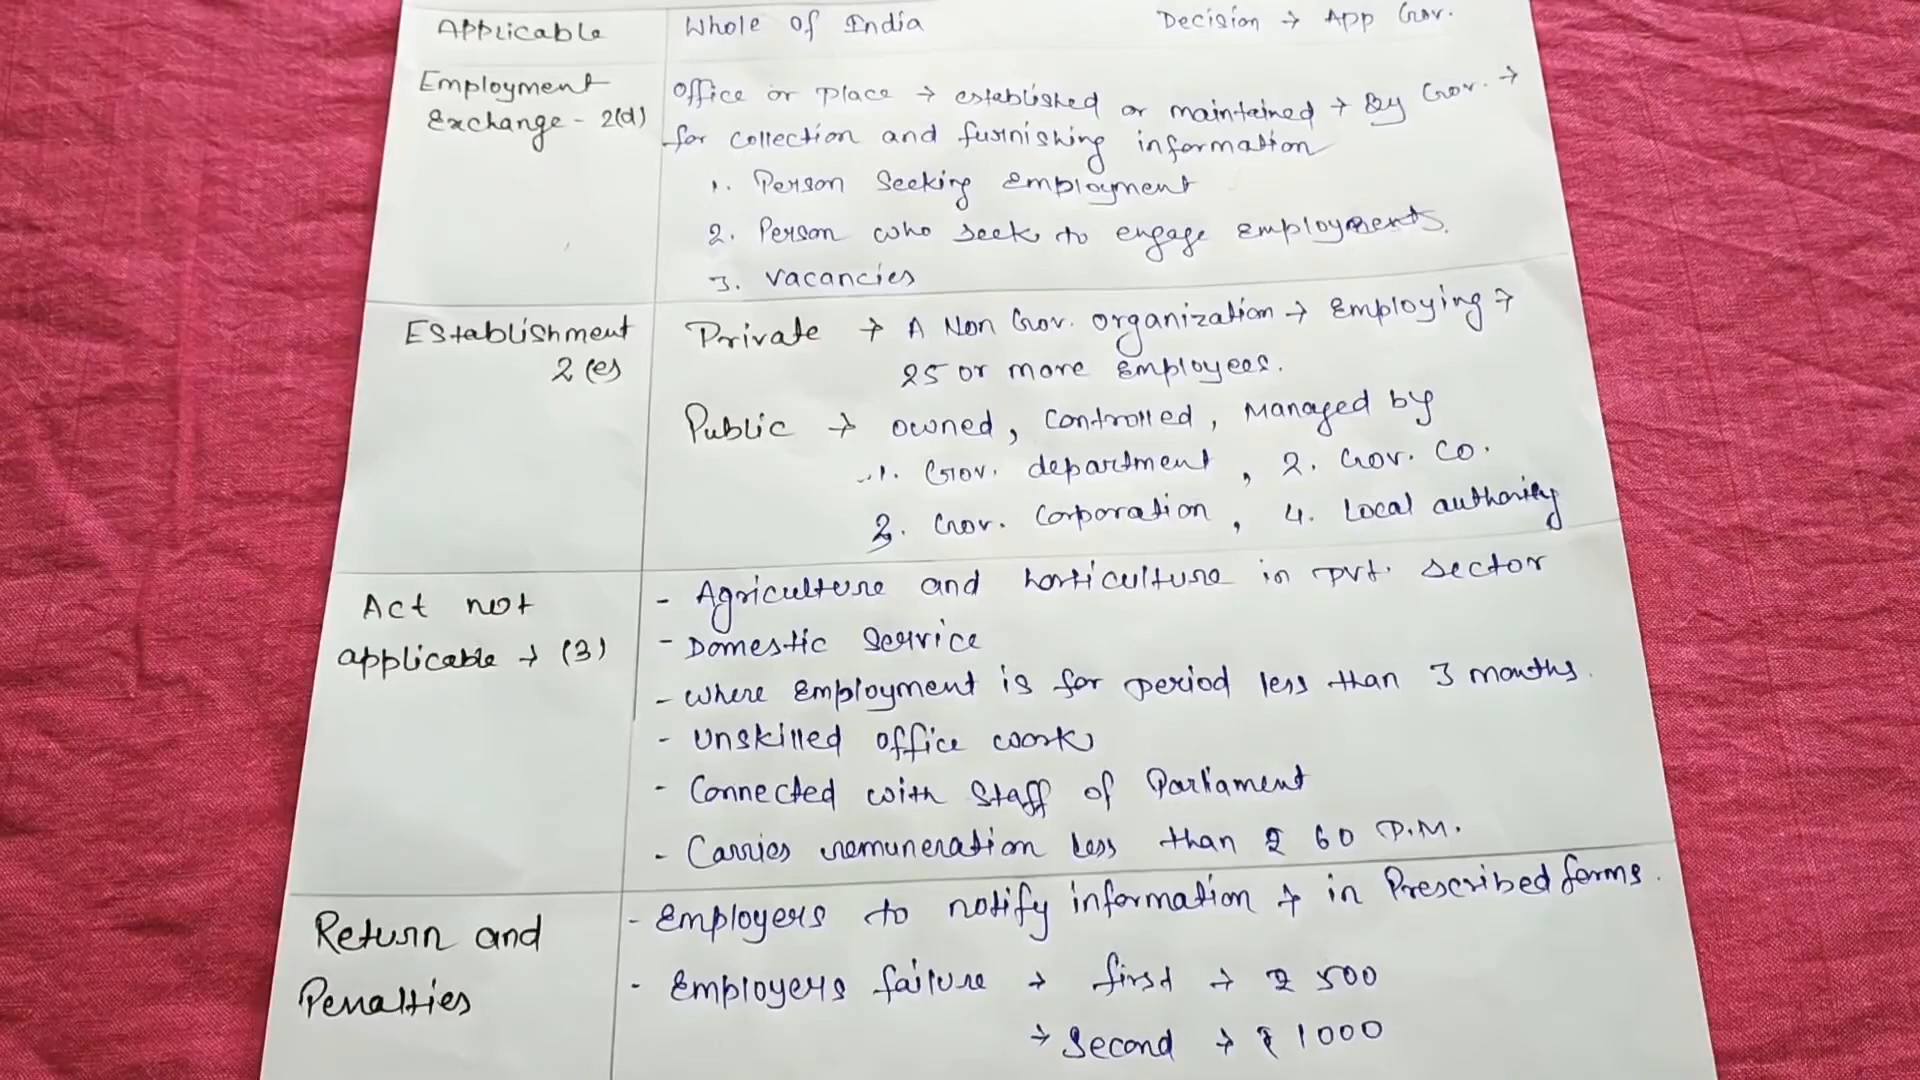 Applicable
Whole of India
Decision → App Gov.
Employment
Exchange - 2(d)
Office or place → established or maintained → By Gov. →
for collection and furnishing information
1. Person Seeking Employment
2. Person who seek to engage employments.
3. Vacancies
Establishment
2(e)
Private → A Non Gov. organization → Employing →
25 or more Employees.
Public → owned, controlled, Managed by
1. Gov. department, 2. Gov. Co.
3. Gov. Corporation, 4. Local authority
Act not
applicable → (3)
- Agriculture and horticulture in pvt. sector
- Domestic Service
- where Employment is for period less than 3 months.
- unskilled office work
- Connected with Staff of Parliament
- Carries remuneration less than ₹ 60 P.M.
Return and
Penalties
- Employers to notify information → in Prescribed forms.
- Employers failure → first → ₹ 500
→ Second → ₹ 1000